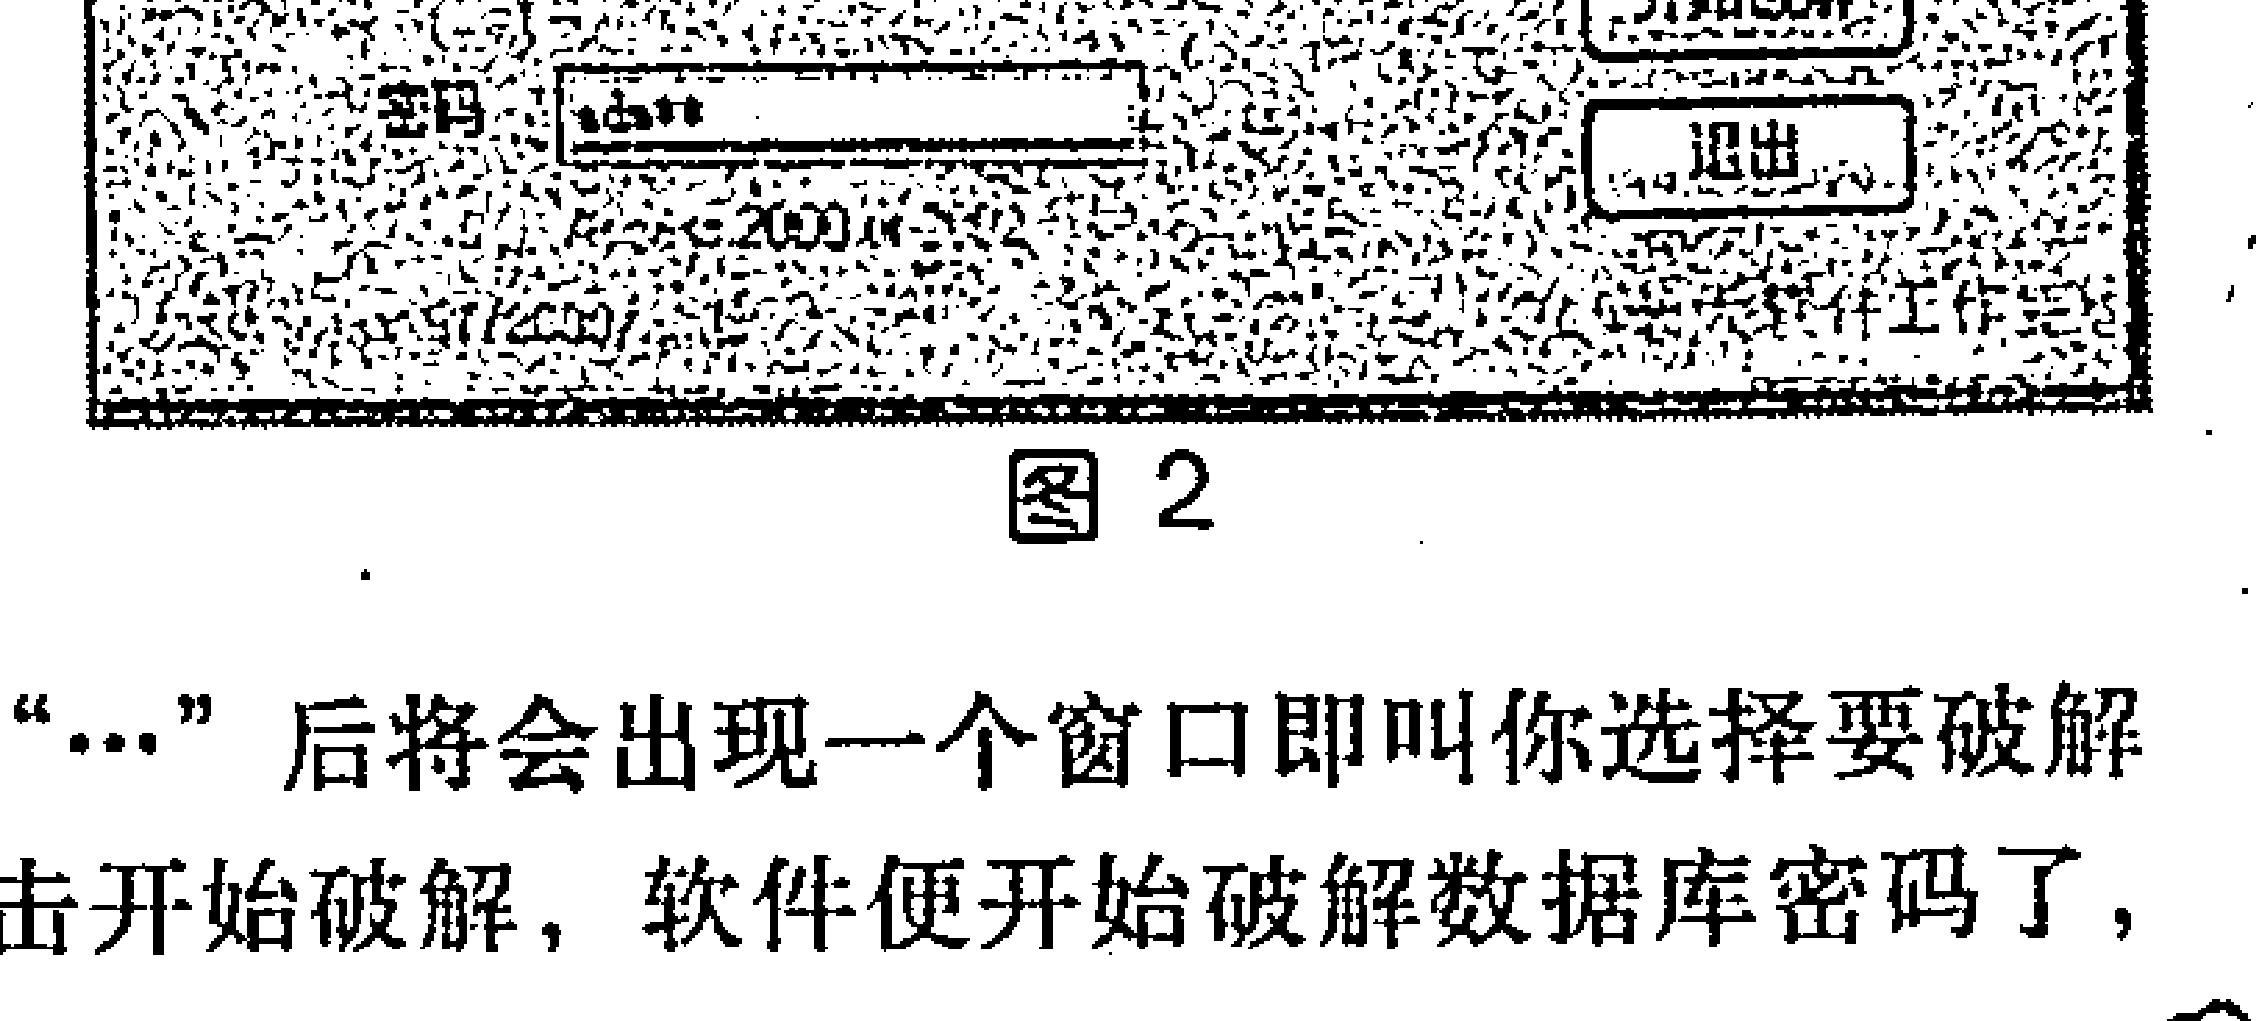 密码
退出
图 2
“…” 后将会出现一个窗口即叫你选择要破解
击开始破解，软件便开始破解数据库密码了，